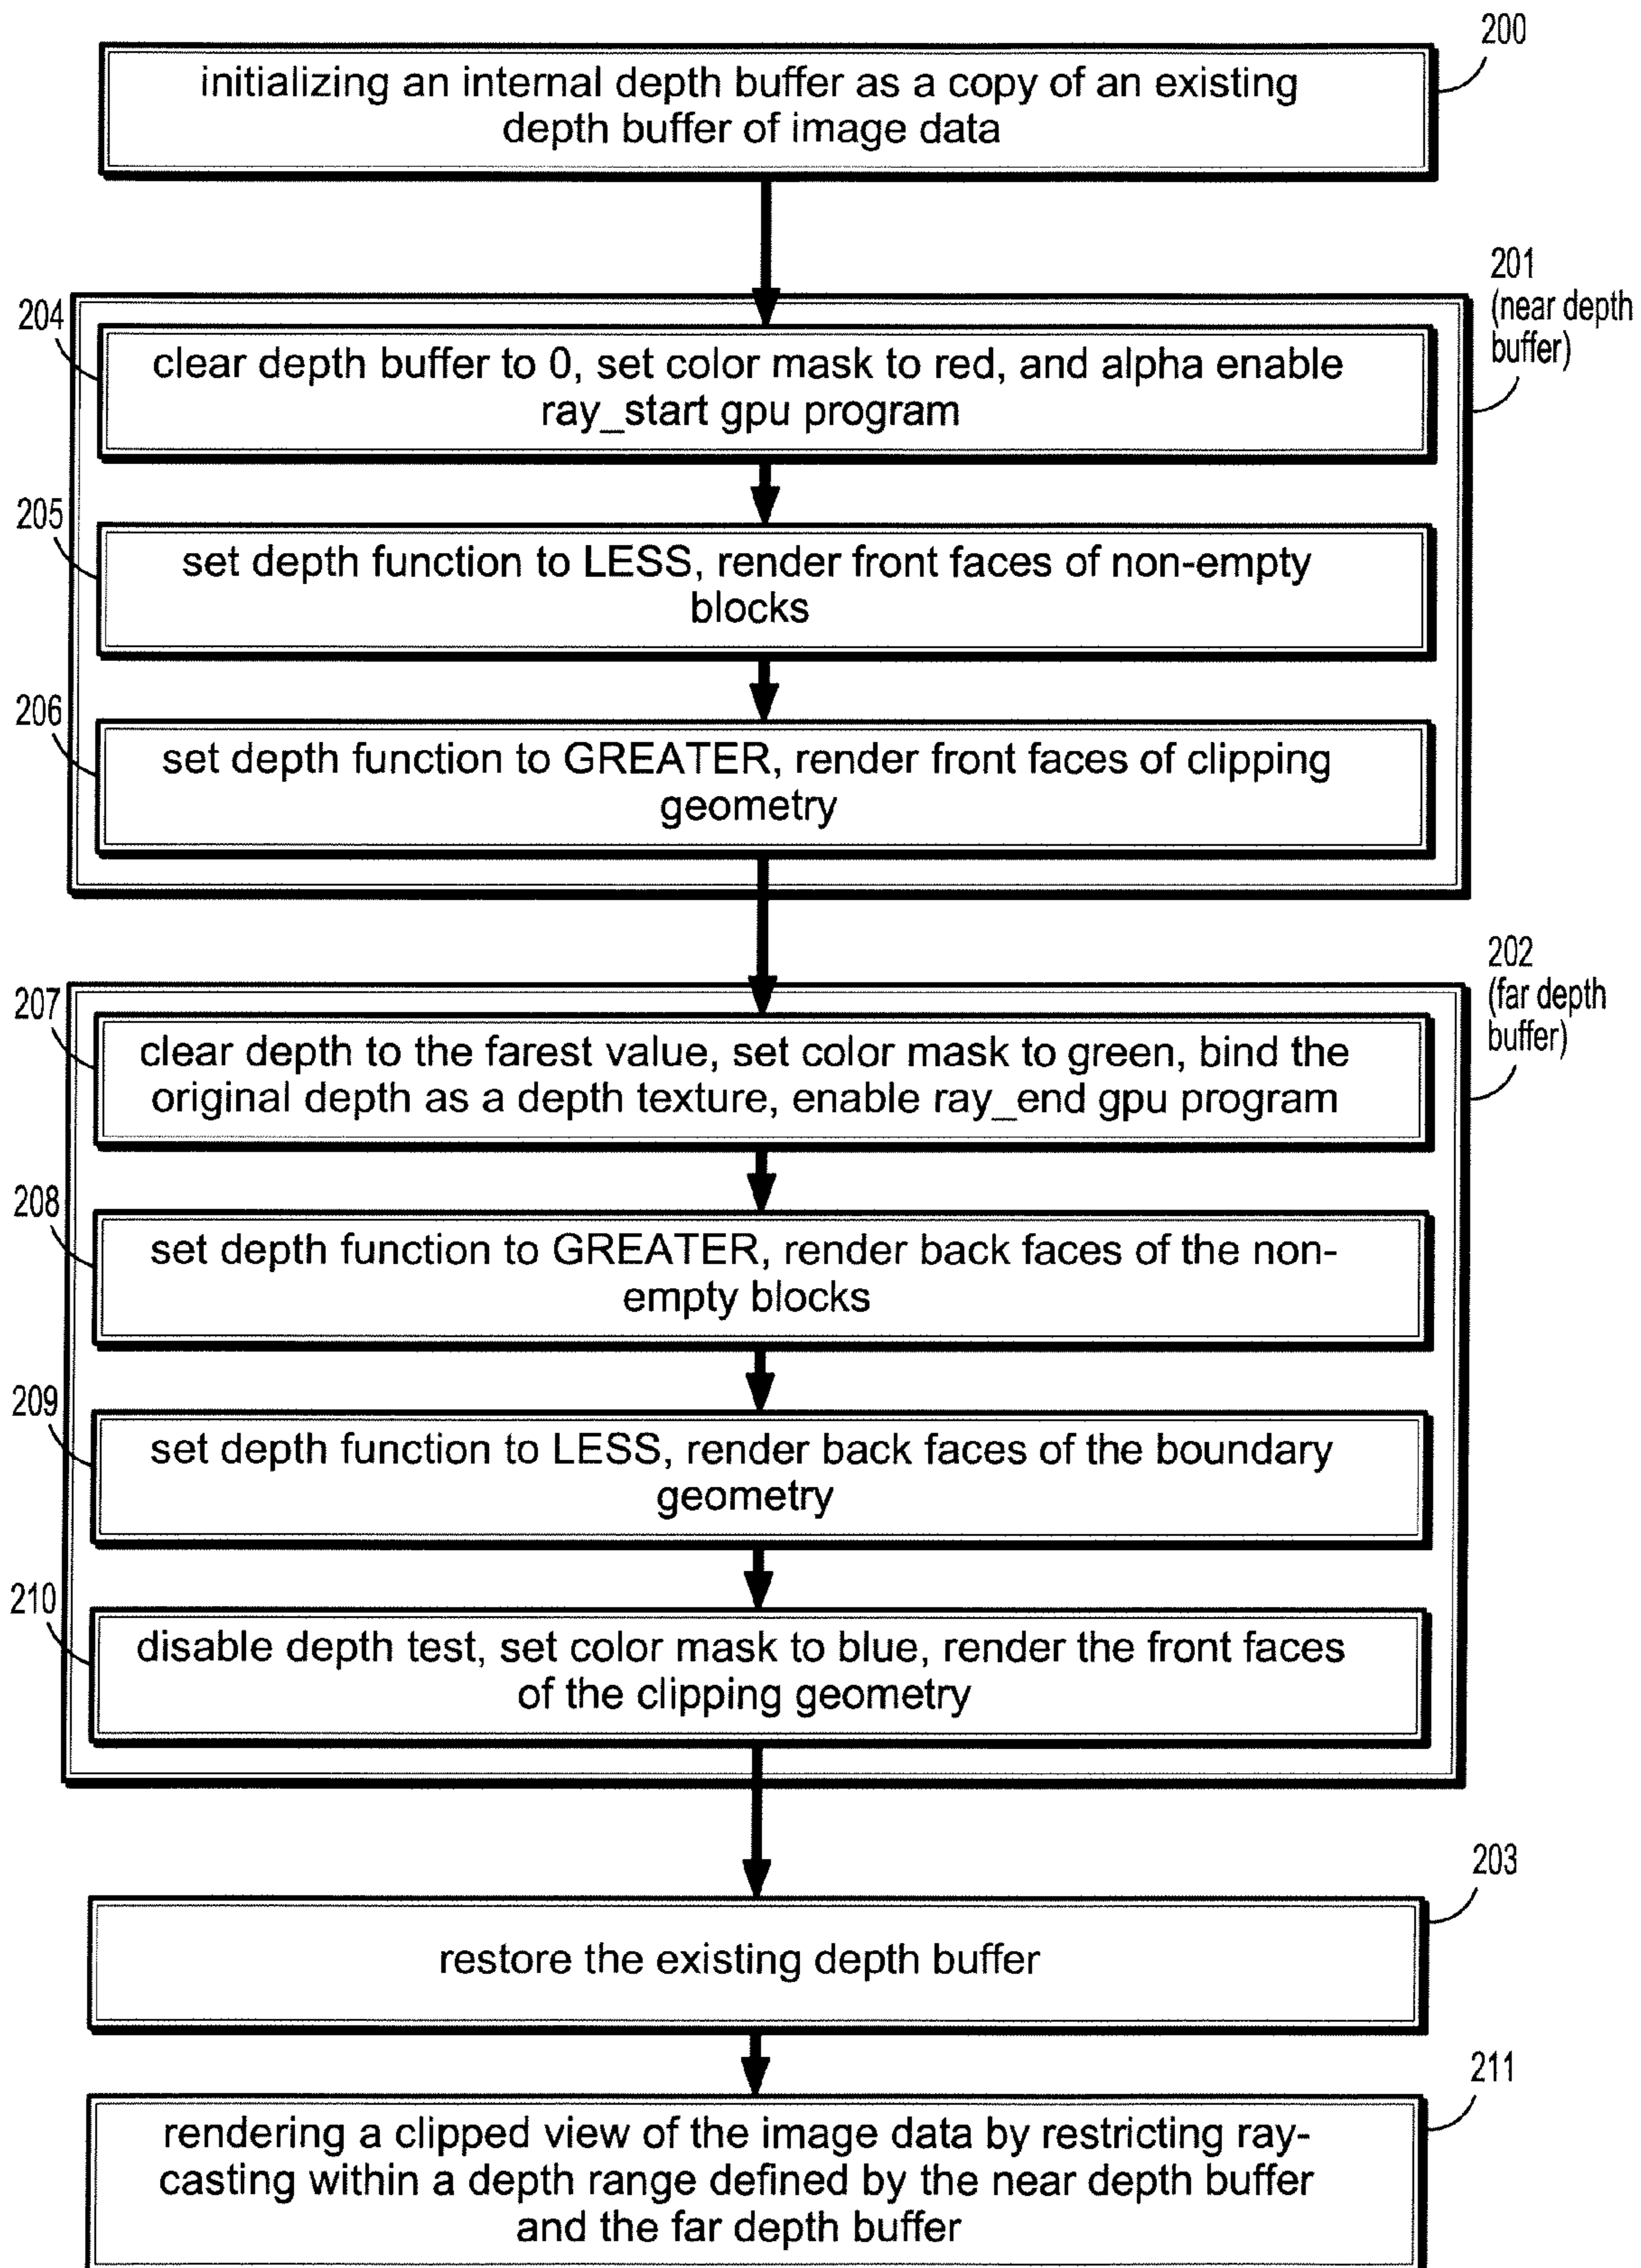 200
initializing an internal depth buffer as a copy of an existing
depth buffer of image data
201
(near depth
buffer)
204
clear depth buffer to 0, set color mask to red, and alpha enable
ray_start gpu program
205
set depth function to LESS, render front faces of non-empty
blocks
206
set depth function to GREATER, render front faces of clipping
geometry
202
(far depth
buffer)
207
clear depth to the farest value, set color mask to green, bind the
original depth as a depth texture, enable ray_end gpu program
208
set depth function to GREATER, render back faces of the non-
empty blocks
209
set depth function to LESS, render back faces of the boundary
geometry
210
disable depth test, set color mask to blue, render the front faces
of the clipping geometry
203
restore the existing depth buffer
211
rendering a clipped view of the image data by restricting ray-
casting within a depth range defined by the near depth buffer
and the far depth buffer